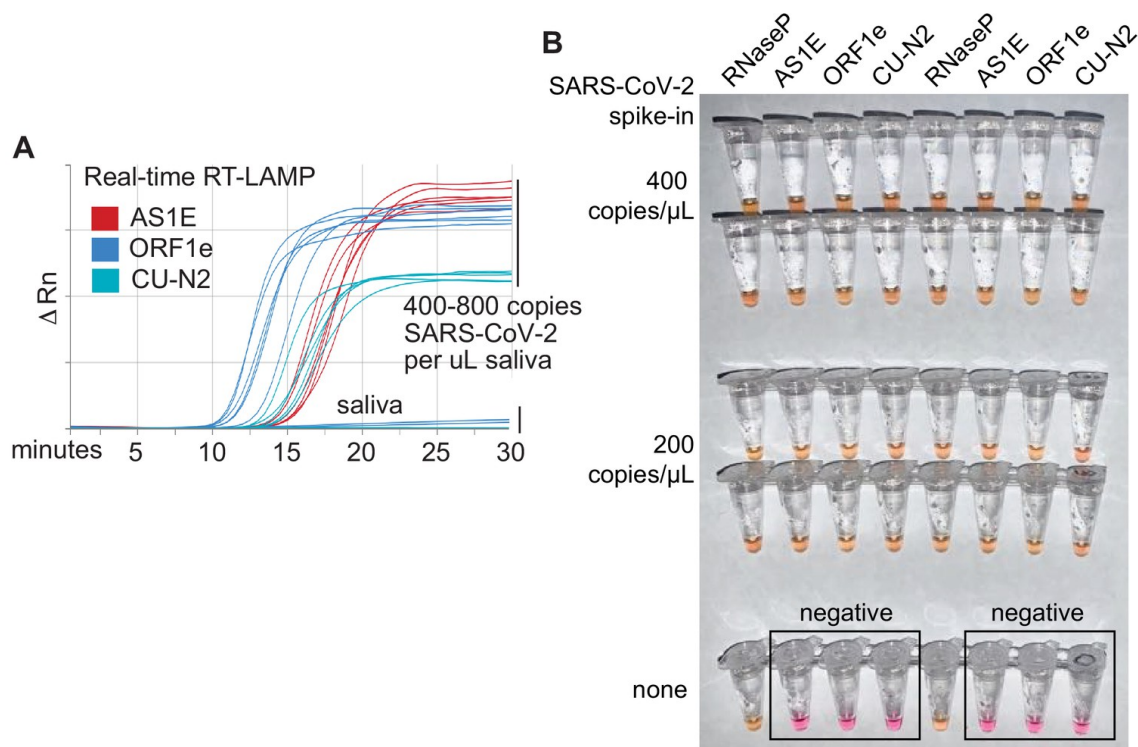 A
Real-time RT-LAMP
AS1E
ORF1e
CU-N2
Δ Rn
400-800 copies
SARS-CoV-2
per uL saliva
saliva
minutes 5 10 15 20 25 30
B
RNaseP AS1E ORF1e CU-N2 RNaseP AS1E ORF1e CU-N2
SARS-CoV-2
spike-in
400
copies/µL
200
copies/µL
negative negative
none